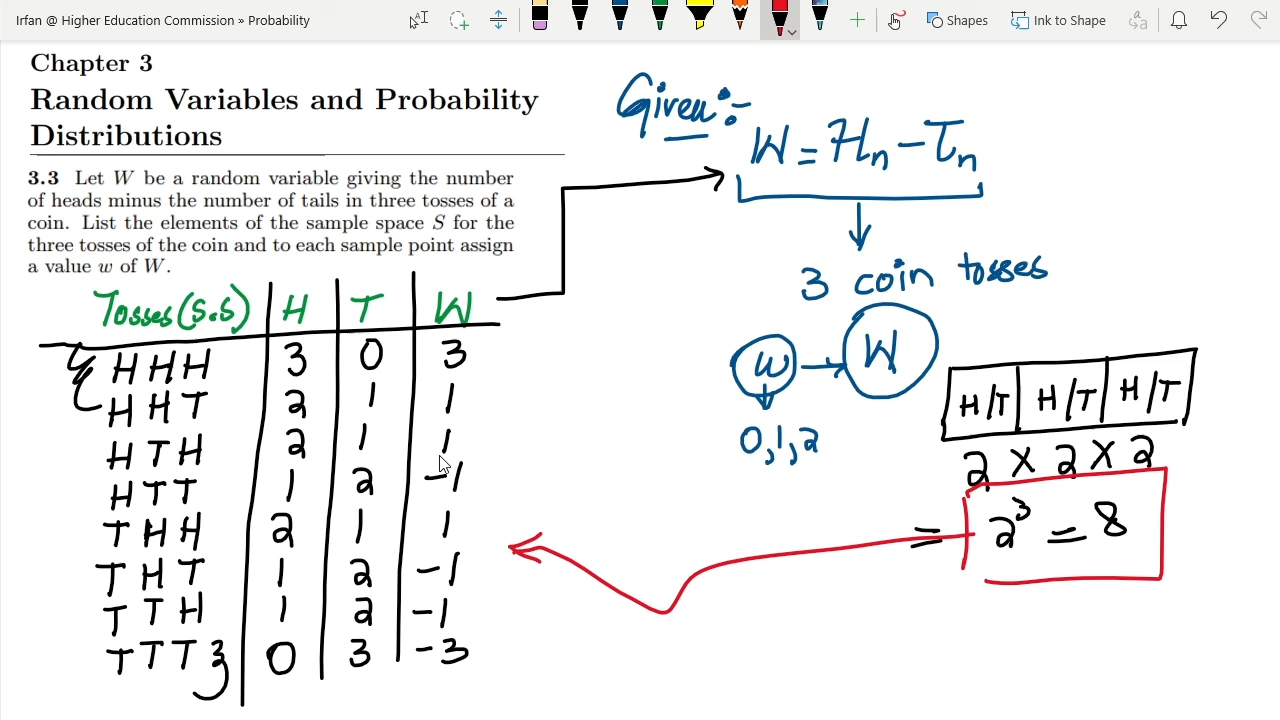 Irfan @ Higher Education Commission » Probability
Shapes
Ink to Shape
Chapter 3
Random Variables and Probability
Distributions
3.3 Let W be a random variable giving the number
of heads minus the number of tails in three tosses of a
coin. List the elements of the sample space S for the
three tosses of the coin and to each sample point assign
a value w of W.
Given:-
W = Hn - Tn
3 coin tosses
w → W
0,1,2
Tosses(S.S) H T W
{ HHH 3 0 3
HHT 2 1 1
HTH 2 1 1
HTT 1 2 -1
THH 2 1 1
THT 1 2 -1
TTH 1 2 -1
TTT } 0 3 -3
H/T H/T H/T
2 × 2 × 2
= 2³ = 8